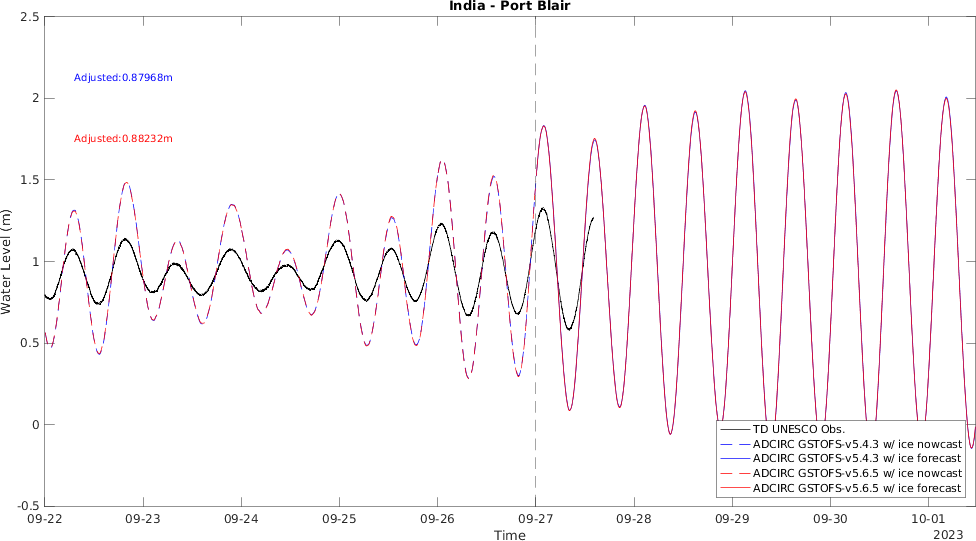 India - Port Blair
2.5
2
1.5
1
0.5
0
-0.5
Water Level (m)
Adjusted:0.87968m
Adjusted:0.88232m
TD UNESCO Obs.
ADCIRC GSTOFS-v5.4.3 w/ ice nowcast
ADCIRC GSTOFS-v5.4.3 w/ ice forecast
ADCIRC GSTOFS-v5.6.5 w/ ice nowcast
ADCIRC GSTOFS-v5.6.5 w/ ice forecast
09-22 09-23 09-24 09-25 09-26 09-27 09-28 09-29 09-30 10-01
Time
2023